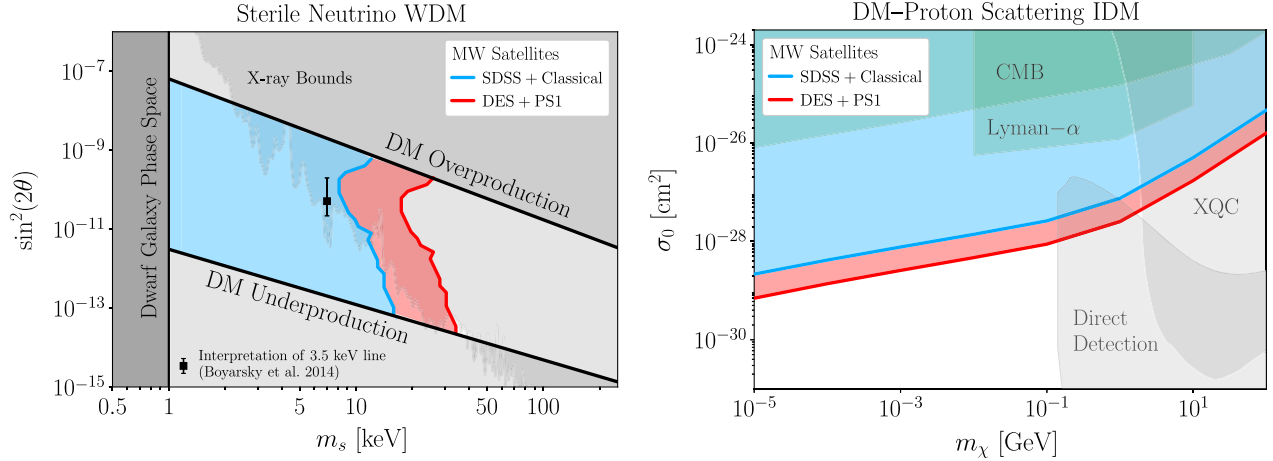 Sterile Neutrino WDM
MW Satellites
SDSS + Classical
DES + PS1
X-ray Bounds
DM Overproduction
DM Underproduction
Dwarf Galaxy Phase Space
Interpretation of 3.5 keV line
(Boyarsky et al. 2014)
sin²(2θ)
10⁻⁷
10⁻⁹
10⁻¹¹
10⁻¹³
10⁻¹⁵
0.5 1 5 10 50 100
mₛ [keV]
DM–Proton Scattering IDM
MW Satellites
SDSS + Classical
DES + PS1
CMB
Lyman−α
XQC
Direct
Detection
σ₀ [cm²]
10⁻²⁴
10⁻²⁶
10⁻²⁸
10⁻³⁰
10⁻⁵ 10⁻³ 10⁻¹ 10¹
mᵪ [GeV]